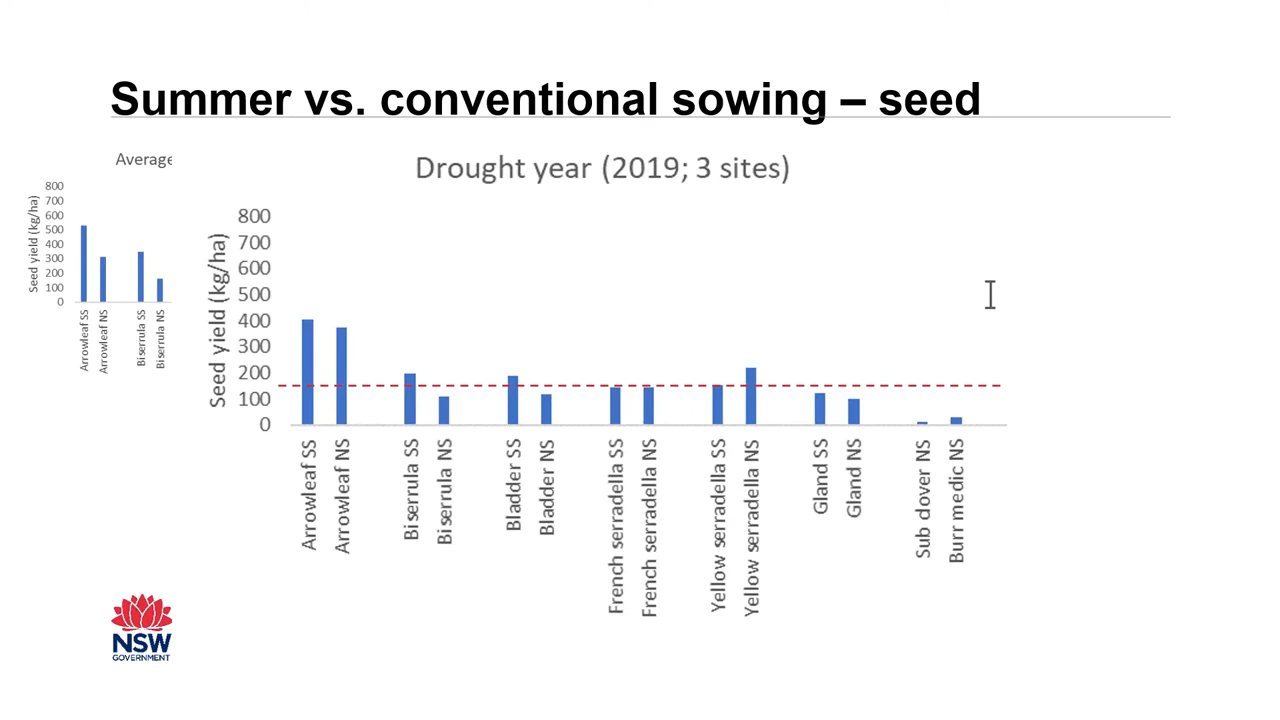 Summer vs. conventional sowing – seed
Average
Seed yield (kg/ha)
800
700
600
500
400
300
200
100
0
Arrowleaf SS
Arrowleaf NS
Biserrula SS
Biserrula NS
Drought year (2019; 3 sites)
Seed yield (kg/ha)
800
700
600
500
400
300
200
100
0
Arrowleaf SS
Arrowleaf NS
Biserrula SS
Biserrula NS
Bladder SS
Bladder NS
French serradella SS
French serradella NS
Yellow serradella SS
Yellow serradella NS
Gland SS
Gland NS
Sub clover NS
Burr medic NS
NSW
GOVERNMENT